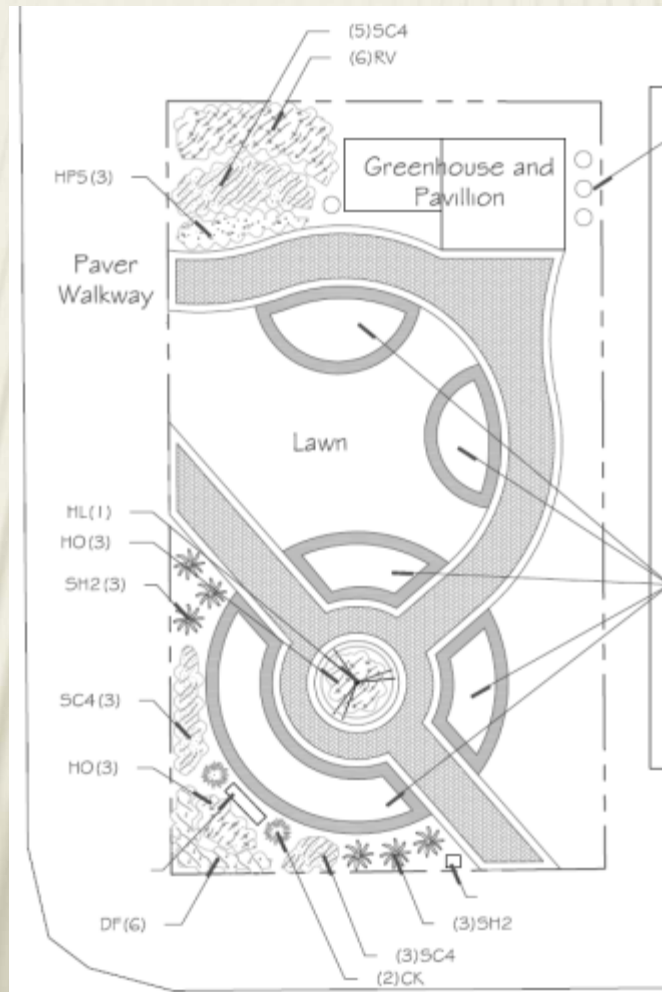 (5)SC4
(6)RV
HPS(3)
Greenhouse and
Pavillion
Paver
Walkway
Lawn
HL(1)
HO(3)
SH2(3)
SC4(3)
HO(3)
DF(6)
(3)SH2
(3)SC4
(2)CK